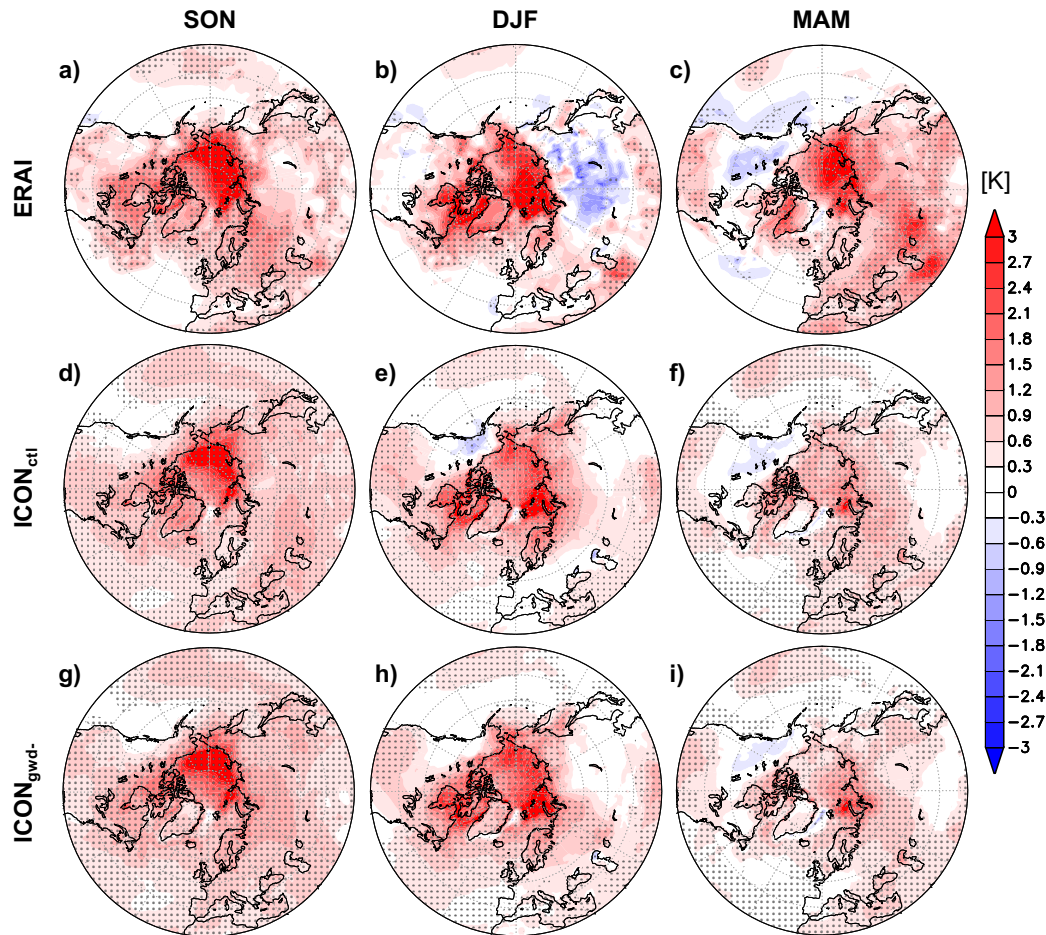 SON DJF MAM
a) b) c)
ERAI
[K]
3
2.7
2.4
2.1
1.8
1.5
1.2
0.9
0.6
0.3
0
−0.3
−0.6
−0.9
−1.2
−1.5
−1.8
−2.1
−2.4
−2.7
−3
d) e) f)
ICONctl
g) h) i)
ICONgwd-